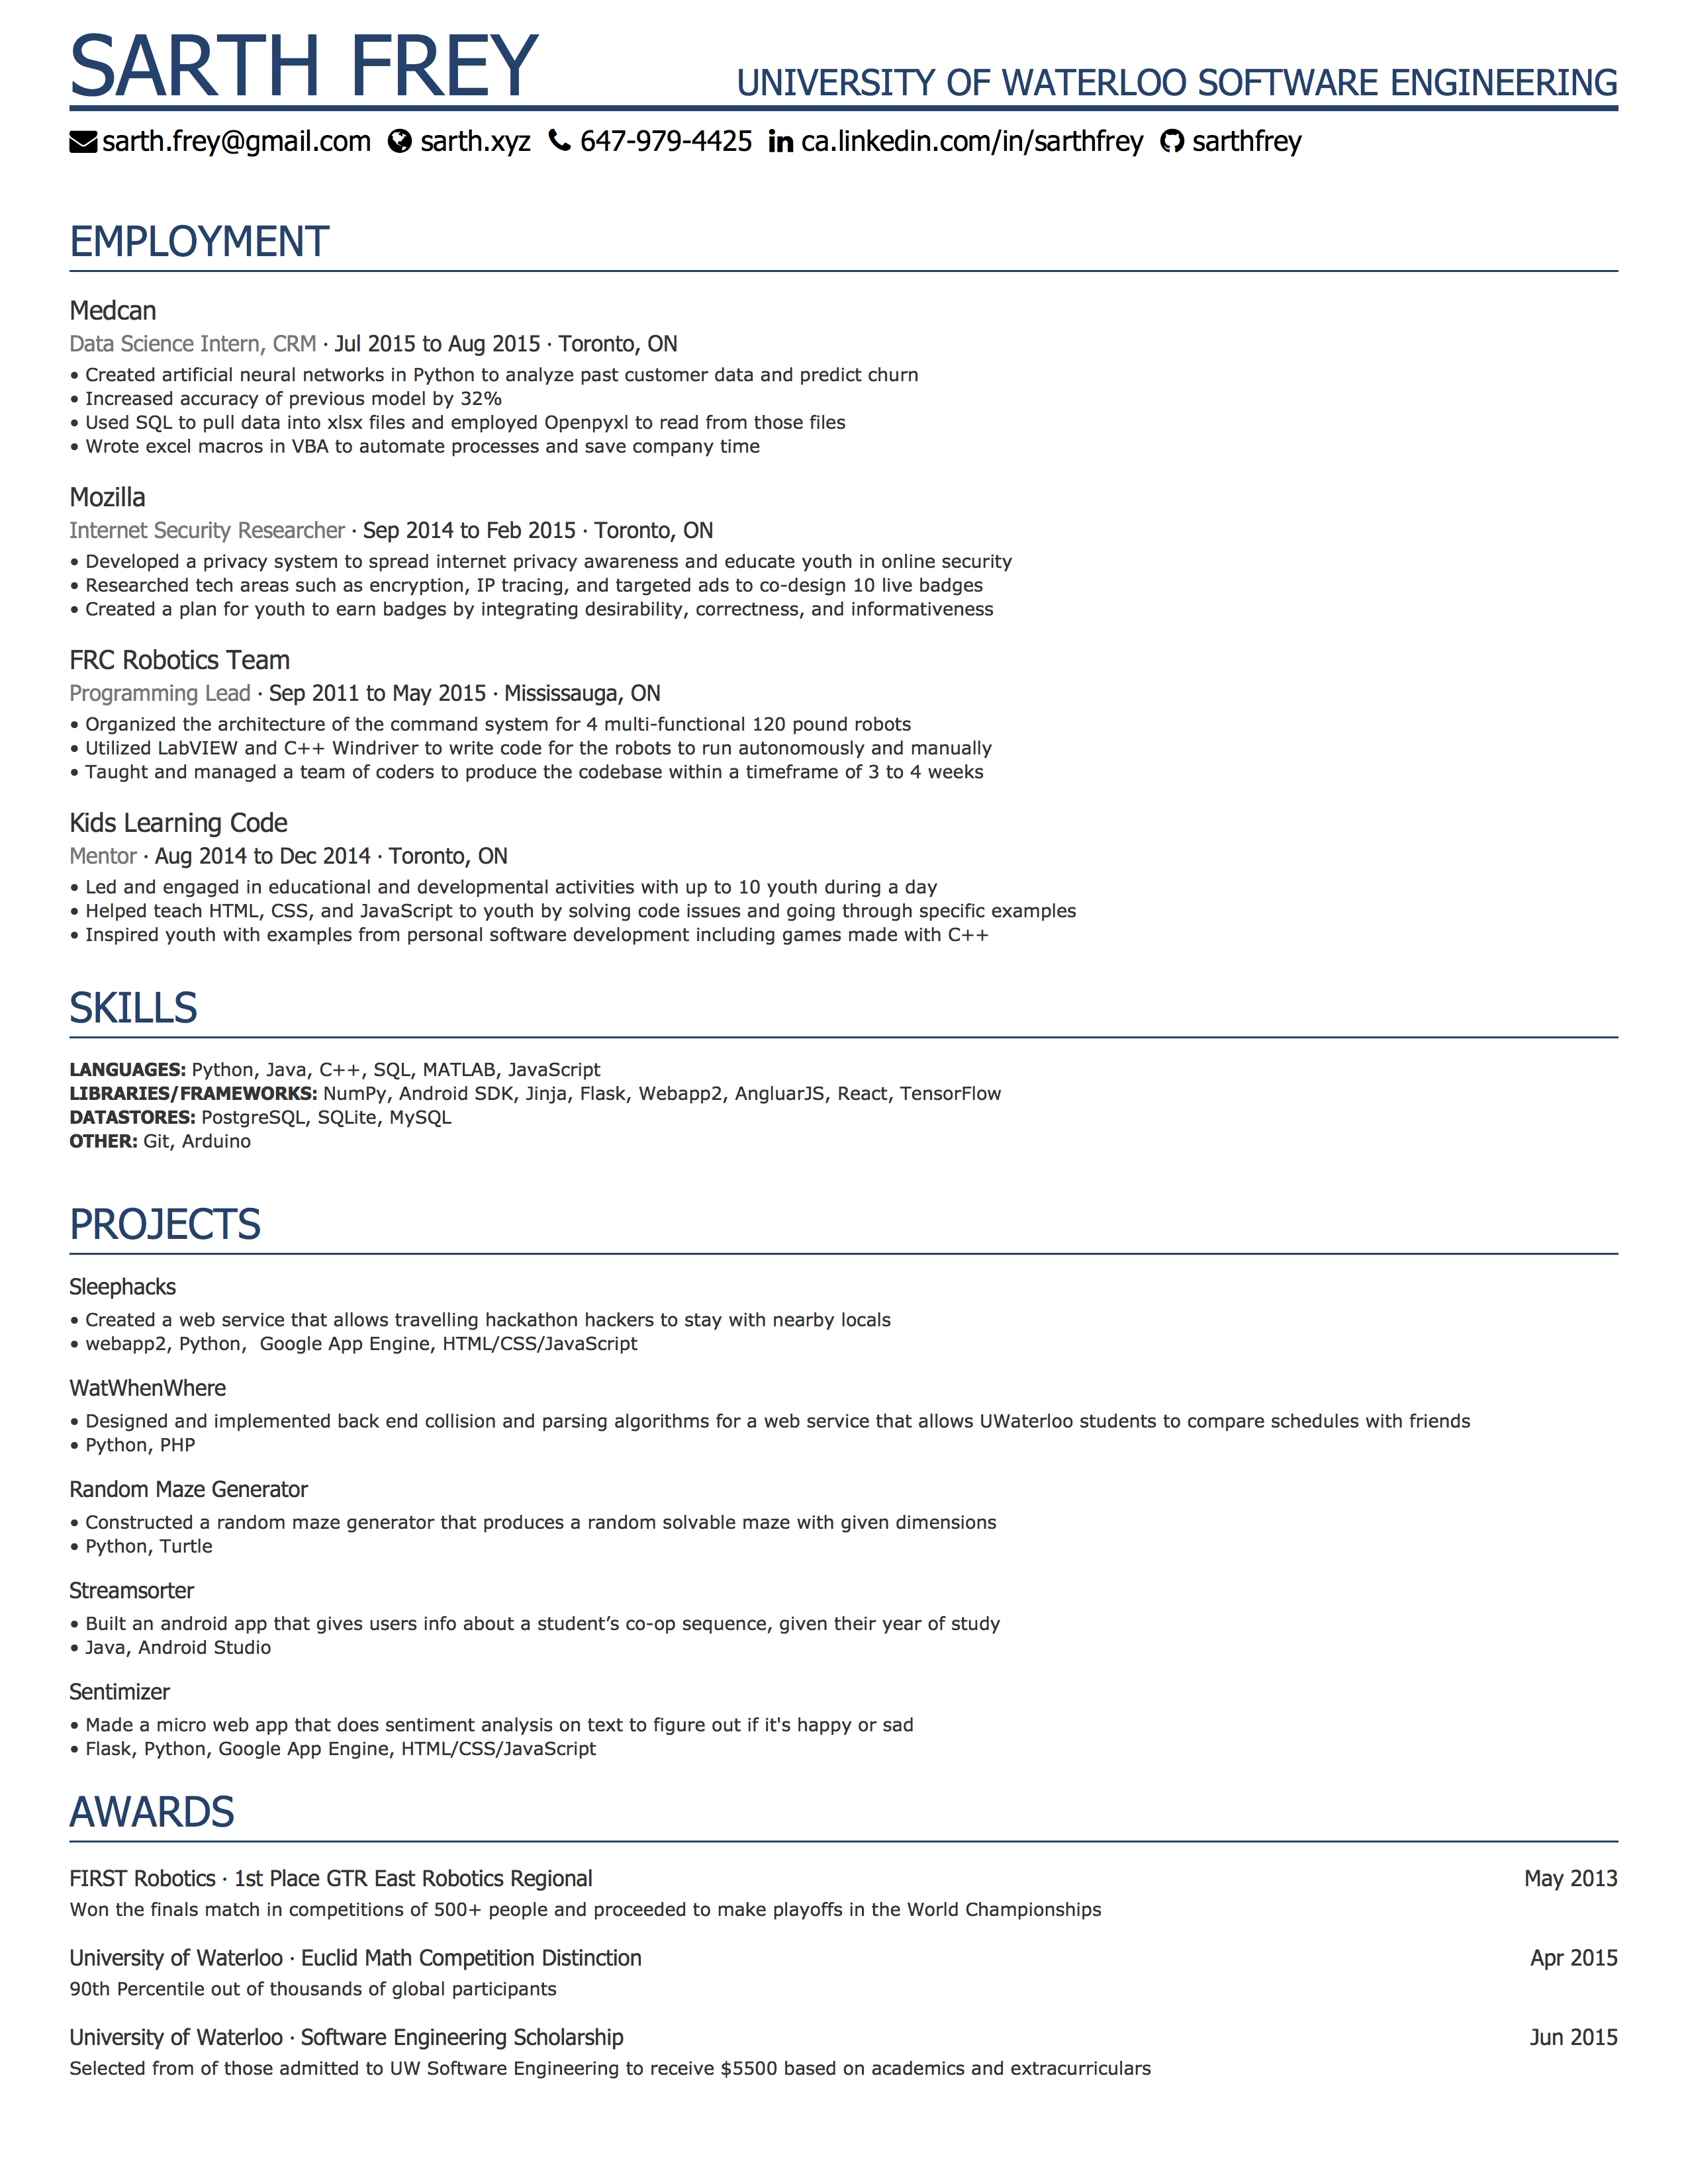 SARTH FREY
UNIVERSITY OF WATERLOO SOFTWARE ENGINEERING
sarth.frey@gmail.com sarth.xyz 647-979-4425 ca.linkedin.com/in/sarthfrey sarthfrey
EMPLOYMENT
Medcan
Data Science Intern, CRM · Jul 2015 to Aug 2015 · Toronto, ON
• Created artificial neural networks in Python to analyze past customer data and predict churn
• Increased accuracy of previous model by 32%
• Used SQL to pull data into xlsx files and employed Openpyxl to read from those files
• Wrote excel macros in VBA to automate processes and save company time
Mozilla
Internet Security Researcher · Sep 2014 to Feb 2015 · Toronto, ON
• Developed a privacy system to spread internet privacy awareness and educate youth in online security
• Researched tech areas such as encryption, IP tracing, and targeted ads to co-design 10 live badges
• Created a plan for youth to earn badges by integrating desirability, correctness, and informativeness
FRC Robotics Team
Programming Lead · Sep 2011 to May 2015 · Mississauga, ON
• Organized the architecture of the command system for 4 multi-functional 120 pound robots
• Utilized LabVIEW and C++ Windriver to write code for the robots to run autonomously and manually
• Taught and managed a team of coders to produce the codebase within a timeframe of 3 to 4 weeks
Kids Learning Code
Mentor · Aug 2014 to Dec 2014 · Toronto, ON
• Led and engaged in educational and developmental activities with up to 10 youth during a day
• Helped teach HTML, CSS, and JavaScript to youth by solving code issues and going through specific examples
• Inspired youth with examples from personal software development including games made with C++
SKILLS
LANGUAGES: Python, Java, C++, SQL, MATLAB, JavaScript
LIBRARIES/FRAMEWORKS: NumPy, Android SDK, Jinja, Flask, Webapp2, AngluarJS, React, TensorFlow
DATASTORES: PostgreSQL, SQLite, MySQL
OTHER: Git, Arduino
PROJECTS
Sleephacks
• Created a web service that allows travelling hackathon hackers to stay with nearby locals
• webapp2, Python,  Google App Engine, HTML/CSS/JavaScript
WatWhenWhere
• Designed and implemented back end collision and parsing algorithms for a web service that allows UWaterloo students to compare schedules with friends
• Python, PHP
Random Maze Generator
• Constructed a random maze generator that produces a random solvable maze with given dimensions
• Python, Turtle
Streamsorter
• Built an android app that gives users info about a student’s co-op sequence, given their year of study
• Java, Android Studio
Sentimizer
• Made a micro web app that does sentiment analysis on text to figure out if it's happy or sad
• Flask, Python, Google App Engine, HTML/CSS/JavaScript
AWARDS
FIRST Robotics · 1st Place GTR East Robotics Regional May 2013
Won the finals match in competitions of 500+ people and proceeded to make playoffs in the World Championships
University of Waterloo · Euclid Math Competition Distinction Apr 2015
90th Percentile out of thousands of global participants
University of Waterloo · Software Engineering Scholarship Jun 2015
Selected from of those admitted to UW Software Engineering to receive $5500 based on academics and extracurriculars